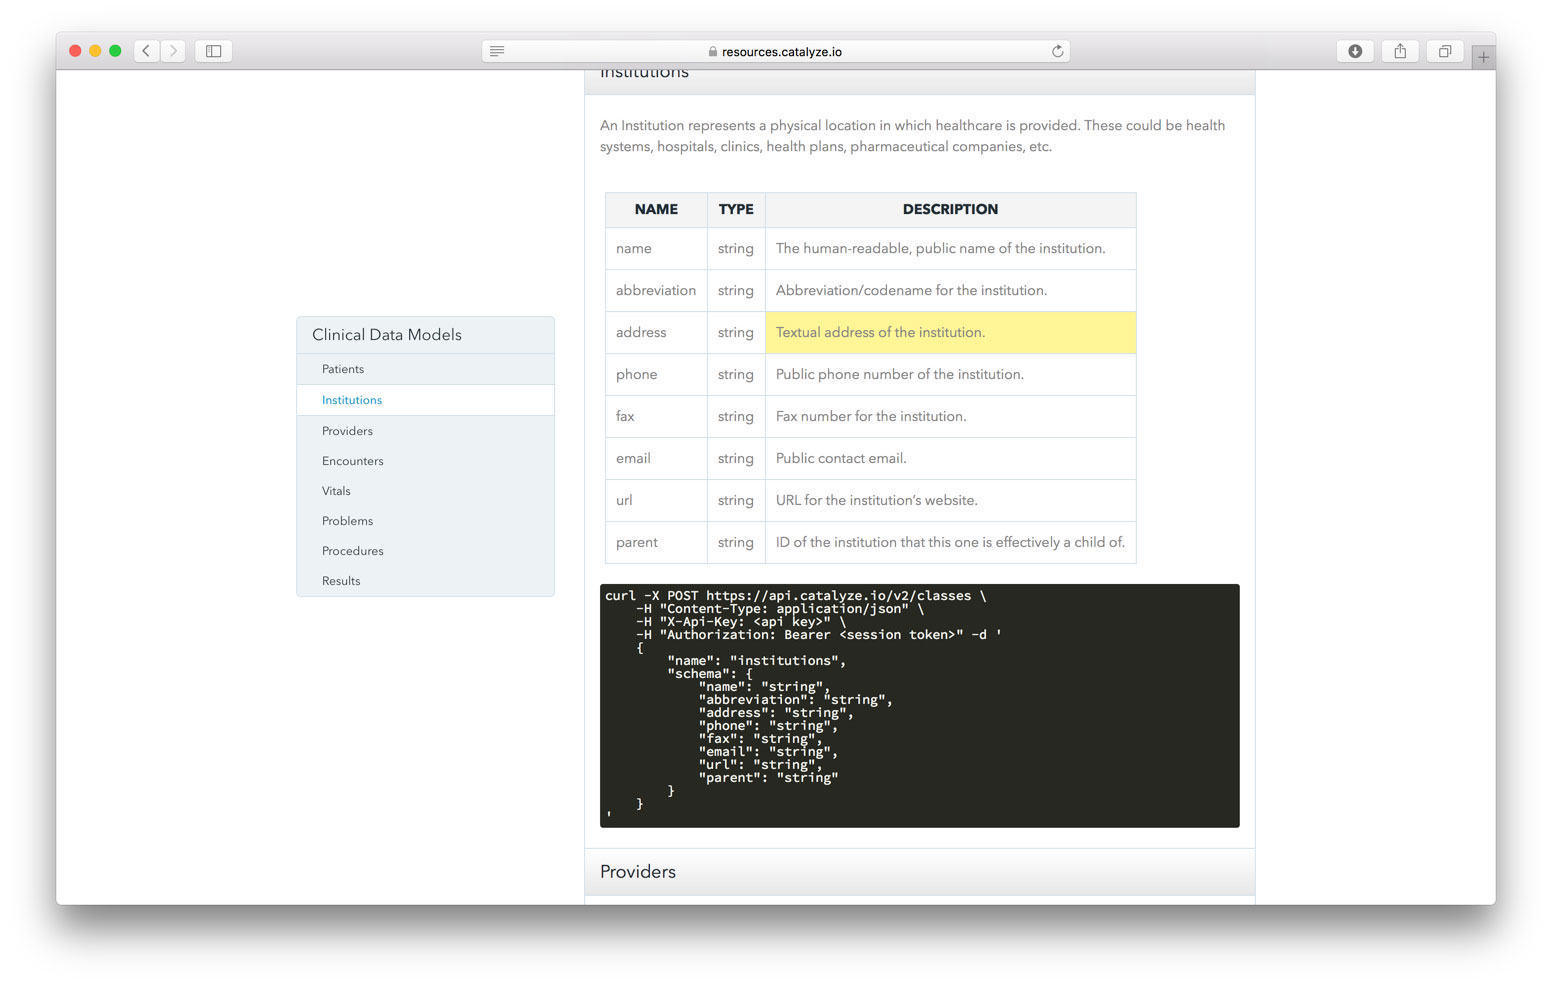 resources.catalyze.io
Institutions
An Institution represents a physical location in which healthcare is provided. These could be health
systems, hospitals, clinics, health plans, pharmaceutical companies, etc.
NAME TYPE DESCRIPTION
name string The human-readable, public name of the institution.
abbreviation string Abbreviation/codename for the institution.
address string Textual address of the institution.
phone string Public phone number of the institution.
fax string Fax number for the institution.
email string Public contact email.
url string URL for the institution’s website.
parent string ID of the institution that this one is effectively a child of.
Clinical Data Models
Patients
Institutions
Providers
Encounters
Vitals
Problems
Procedures
Results
curl -X POST https://api.catalyze.io/v2/classes \
-H "Content-Type: application/json" \
-H "X-Api-Key: <api key>" \
-H "Authorization: Bearer <session token>" -d '
{
"name": "institutions",
"schema": {
"name": "string",
"abbreviation": "string",
"address": "string",
"phone": "string",
"fax": "string",
"email": "string",
"url": "string",
"parent": "string"
}
}
'
Providers